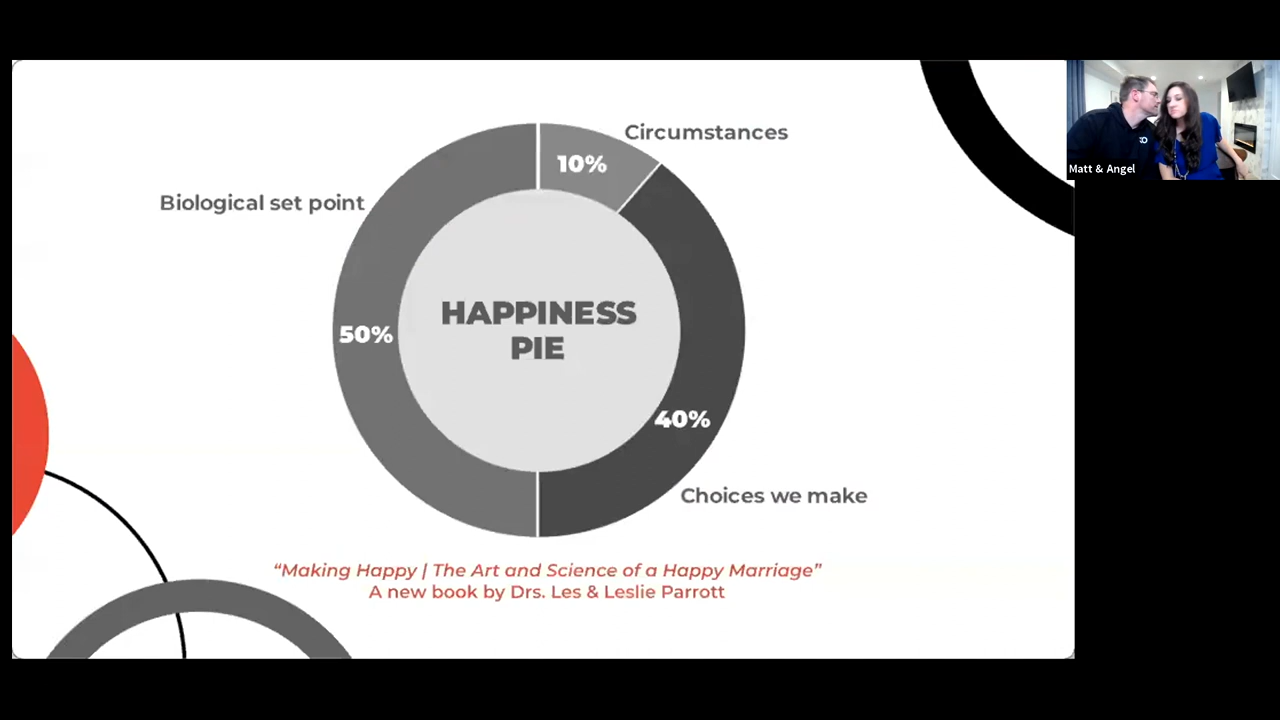 Circumstances
10%
Biological set point
HAPPINESS
PIE
50%
40%
Choices we make
“Making Happy | The Art and Science of a Happy Marriage”
A new book by Drs. Les & Leslie Parrott
Matt & Angel